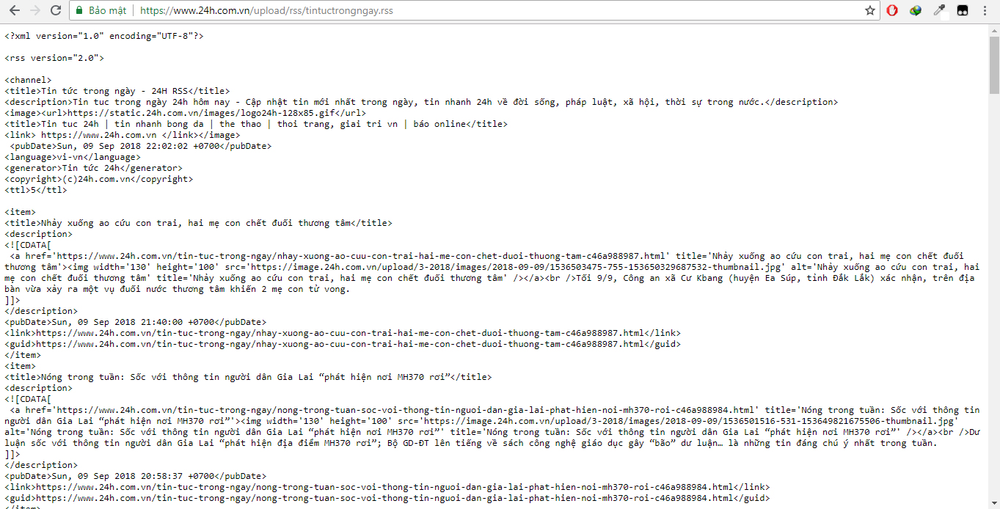 Bảo mật | https://www.24h.com.vn/upload/rss/tintuctrongngay.rss
<?xml version="1.0" encoding="UTF-8"?>
<rss version="2.0">
<channel>
<title>Tin tức trong ngày - 24H RSS</title>
<description>Tin tuc trong ngày 24h hôm nay - Cập nhật tin mới nhất trong ngày, tin nhanh 24h về đời sống, pháp luật, xã hội, thời sự trong nước.</description>
<image><url>https://static.24h.com.vn/images/logo24h-128x85.gif</url>
<title>Tin tuc 24h | tin nhanh bong da | the thao | thoi trang, giai tri vn | báo online</title>
<link> https://www.24h.com.vn </link></image>
<pubDate>Sun, 09 Sep 2018 22:02:02 +0700</pubDate>
<language>vi-vn</language>
<generator>Tin tức 24h</generator>
<copyright>(c)24h.com.vn</copyright>
<ttl>5</ttl>
<item>
<title>Nhảy xuống ao cứu con trai, hai mẹ con chết đuối thương tâm</title>
<description>
<![CDATA[
<a href='https://www.24h.com.vn/tin-tuc-trong-ngay/nhay-xuong-ao-cuu-con-trai-hai-me-con-chet-duoi-thuong-tam-c46a988987.html' title='Nhảy xuống ao cứu con trai, hai mẹ con chết đuối
thương tâm'><img width='130' height='100' src='https://image.24h.com.vn/upload/3-2018/images/2018-09-09/1536503475-755-153650329687532-thumbnail.jpg' alt='Nhảy xuống ao cứu con trai, hai
mẹ con chết đuối thương tâm' title='Nhảy xuống ao cứu con trai, hai mẹ con chết đuối thương tâm' /></a><br />Tối 9/9, Công an xã Cư Kbang (huyện Ea Súp, tỉnh Đắk Lắk) xác nhận, trên địa
bàn vừa xảy ra một vụ đuối nước thương tâm khiến 2 mẹ con tử vong.
]]>
</description>
<pubDate>Sun, 09 Sep 2018 21:40:00 +0700</pubDate>
<link>https://www.24h.com.vn/tin-tuc-trong-ngay/nhay-xuong-ao-cuu-con-trai-hai-me-con-chet-duoi-thuong-tam-c46a988987.html</link>
<guid>https://www.24h.com.vn/tin-tuc-trong-ngay/nhay-xuong-ao-cuu-con-trai-hai-me-con-chet-duoi-thuong-tam-c46a988987.html</guid>
</item>
<item>
<title>Nóng trong tuần: Sốc với thông tin người dân Gia Lai “phát hiện nơi MH370 rơi”</title>
<description>
<![CDATA[
<a href='https://www.24h.com.vn/tin-tuc-trong-ngay/nong-trong-tuan-soc-voi-thong-tin-nguoi-dan-gia-lai-phat-hien-noi-mh370-roi-c46a988984.html' title='Nóng trong tuần: Sốc với thông tin
người dân Gia Lai “phát hiện nơi MH370 rơi”'><img width='130' height='100' src='https://image.24h.com.vn/upload/3-2018/images/2018-09-09/1536501516-531-153649821675506-thumbnail.jpg'
alt='Nóng trong tuần: Sốc với thông tin người dân Gia Lai “phát hiện nơi MH370 rơi”' title='Nóng trong tuần: Sốc với thông tin người dân Gia Lai “phát hiện nơi MH370 rơi”' /></a><br />Dư
luận sốc với thông tin người dân Gia Lai “phát hiện địa điểm MH370 rơi”; Bộ GD-ĐT lên tiếng về sách công nghệ giáo dục gây “bão” dư luận… là những tin đáng chú ý nhất trong tuần.
]]>
</description>
<pubDate>Sun, 09 Sep 2018 20:58:37 +0700</pubDate>
<link>https://www.24h.com.vn/tin-tuc-trong-ngay/nong-trong-tuan-soc-voi-thong-tin-nguoi-dan-gia-lai-phat-hien-noi-mh370-roi-c46a988984.html</link>
<guid>https://www.24h.com.vn/tin-tuc-trong-ngay/nong-trong-tuan-soc-voi-thong-tin-nguoi-dan-gia-lai-phat-hien-noi-mh370-roi-c46a988984.html</guid>
</item>